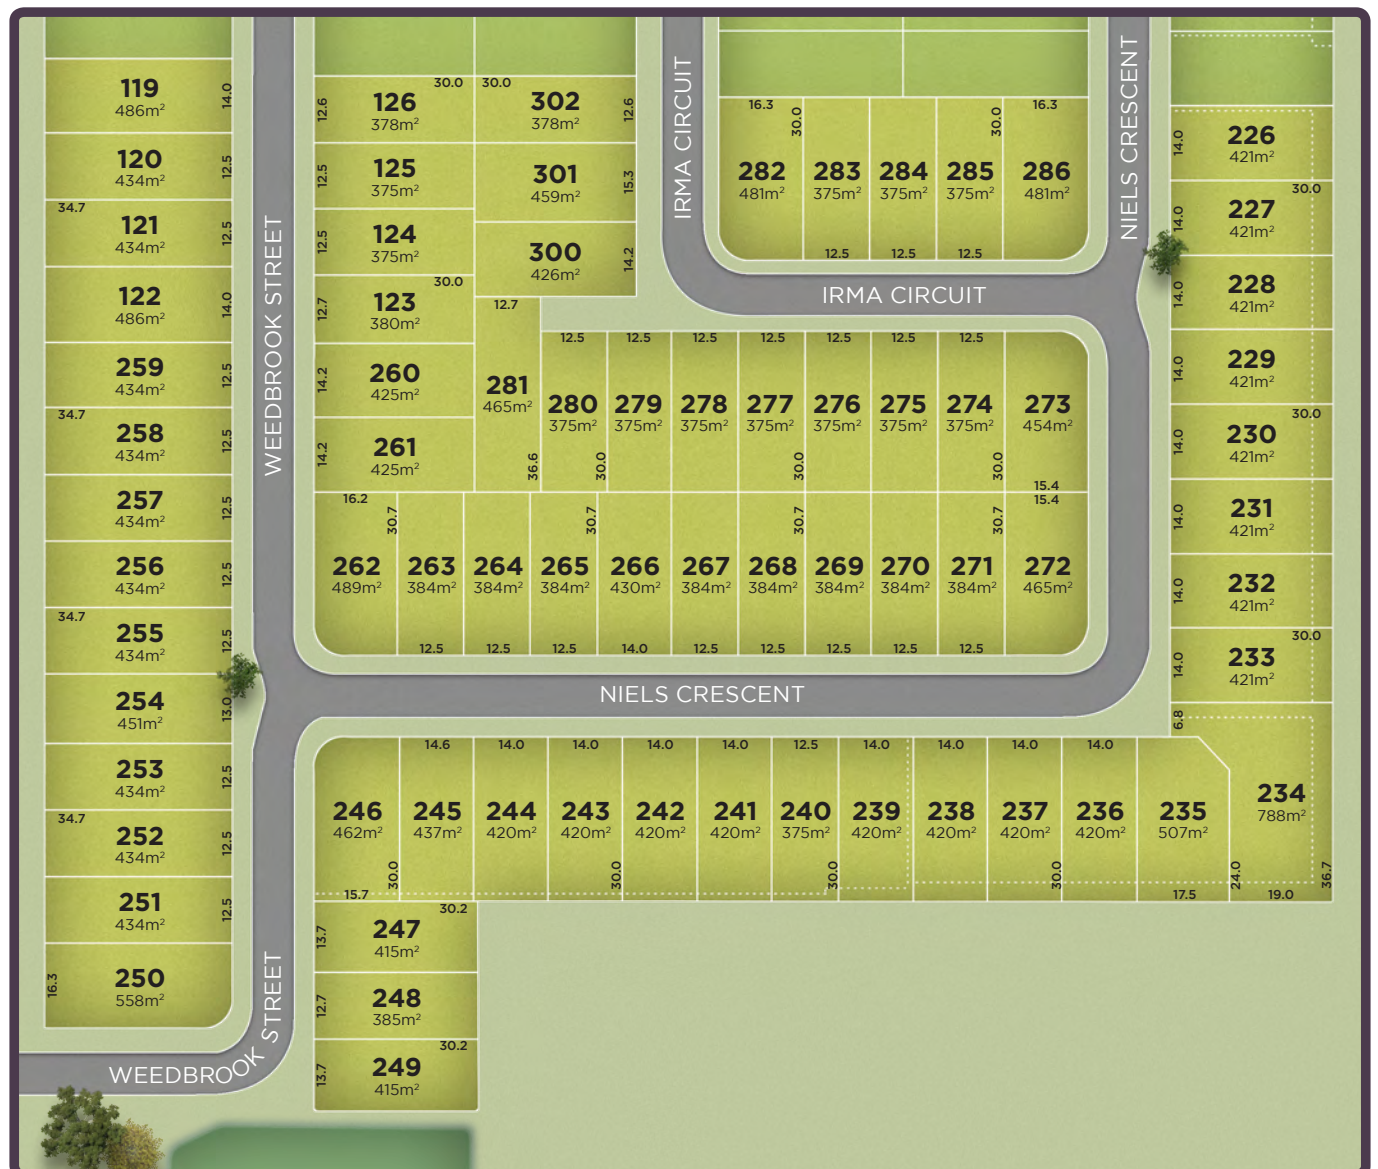 119
486m²
14.0
120
434m²
12.5
34.7
121
434m²
12.5
122
486m²
14.0
259
434m²
12.5
34.7
258
434m²
12.5
257
434m²
12.5
256
434m²
12.5
34.7
255
434m²
12.5
254
451m²
13.0
253
434m²
12.5
34.7
252
434m²
12.5
251
434m²
12.5
16.3
250
558m²
WEEDBROOK STREET
WEEDBROOK STREET
30.0
12.6
126
378m²
12.5
125
375m²
12.5
124
375m²
30.0
12.7
123
380m²
14.2
260
425m²
14.2
261
425m²
30.0
302
378m²
12.6
301
459m²
15.3
300
426m²
14.2
12.7
281
465m²
36.6
IRMA CIRCUIT
16.3
30.0
30.0
16.3
282
481m²
283
375m²
284
375m²
285
375m²
286
481m²
12.5
12.5
12.5
IRMA CIRCUIT
NIELS CRESCENT
12.5
12.5
12.5
12.5
12.5
12.5
12.5
280
375m²
279
375m²
278
375m²
277
375m²
276
375m²
275
375m²
274
375m²
273
454m²
30.0
30.0
30.0
15.4
16.2
30.7
30.7
30.7
30.7
15.4
262
489m²
263
384m²
264
384m²
265
384m²
266
430m²
267
384m²
268
384m²
269
384m²
270
384m²
271
384m²
272
465m²
12.5
12.5
12.5
14.0
12.5
12.5
12.5
12.5
12.5
NIELS CRESCENT
14.0
226
421m²
30.0
14.0
227
421m²
14.0
228
421m²
14.0
229
421m²
30.0
14.0
230
421m²
14.0
231
421m²
14.0
232
421m²
30.0
14.0
233
421m²
6.8
234
788m²
24.0
19.0
36.7
14.6
14.0
14.0
14.0
14.0
12.5
14.0
14.0
14.0
14.0
246
462m²
245
437m²
244
420m²
243
420m²
242
420m²
241
420m²
240
375m²
239
420m²
238
420m²
237
420m²
236
420m²
235
507m²
15.7
30.0
30.0
30.0
30.0
17.5
30.2
13.7
247
415m²
12.7
248
385m²
30.2
13.7
249
415m²